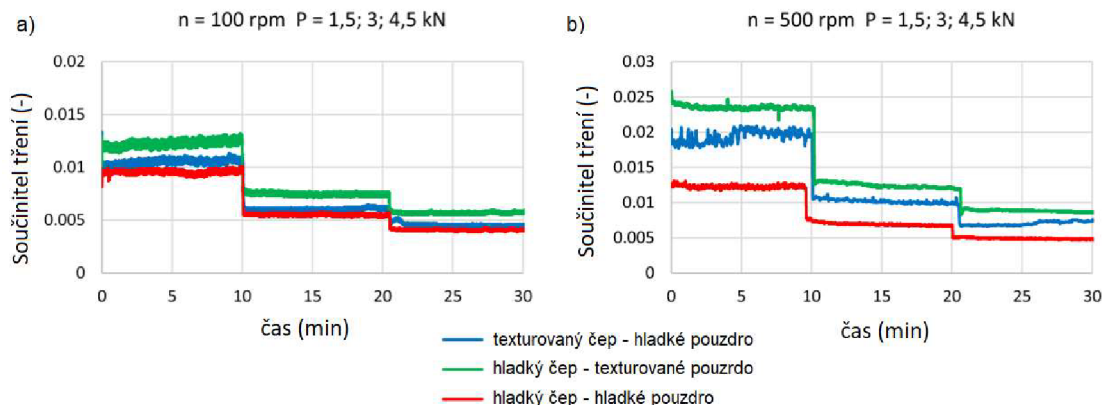 a)
n = 100 rpm P = 1,5; 3; 4,5 kN
Součinitel tření (-)
0.02
0.015
0.01
0.005
0
0 5 10 15 20 25 30
čas (min)
b)
n = 500 rpm P = 1,5; 3; 4,5 kN
Součinitel tření (-)
0.03
0.025
0.02
0.015
0.01
0.005
0
0 5 10 15 20 25 30
čas (min)
texturovaný čep - hladké pouzdro
hladký čep - texturované pouzrdo
hladký čep - hladké pouzdro